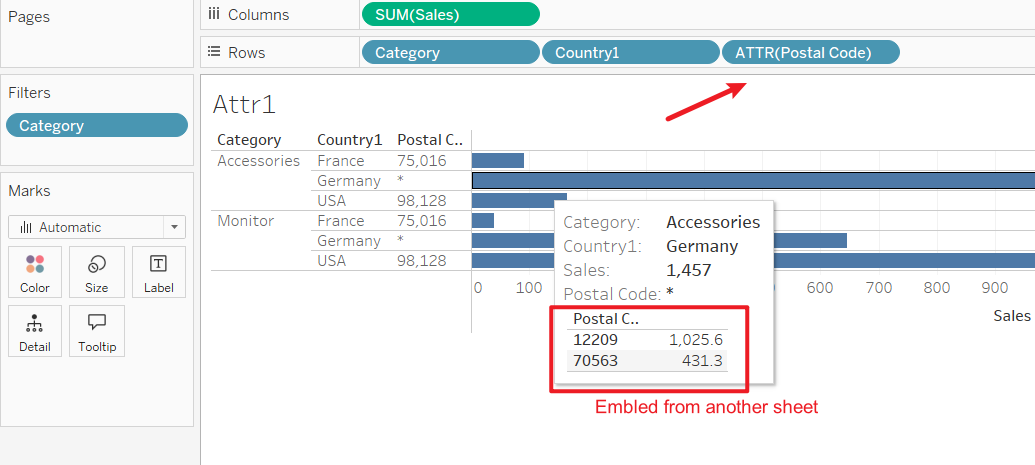 Pages
Columns
SUM(Sales)
Rows
Category
Country1
ATTR(Postal Code)
Filters
Category
Marks
Automatic
Color
Size
Label
Detail
Tooltip
Attr1
Category Country1 Postal C..
Accessories France 75,016
Germany *
USA 98,128
Monitor France 75,016
Germany *
USA 98,128
0 100 600 700 800 900
Sales
Category: Accessories
Country1: Germany
Sales: 1,457
Postal Code: *
Postal C..
12209 1,025.6
70563 431.3
Embled from another sheet